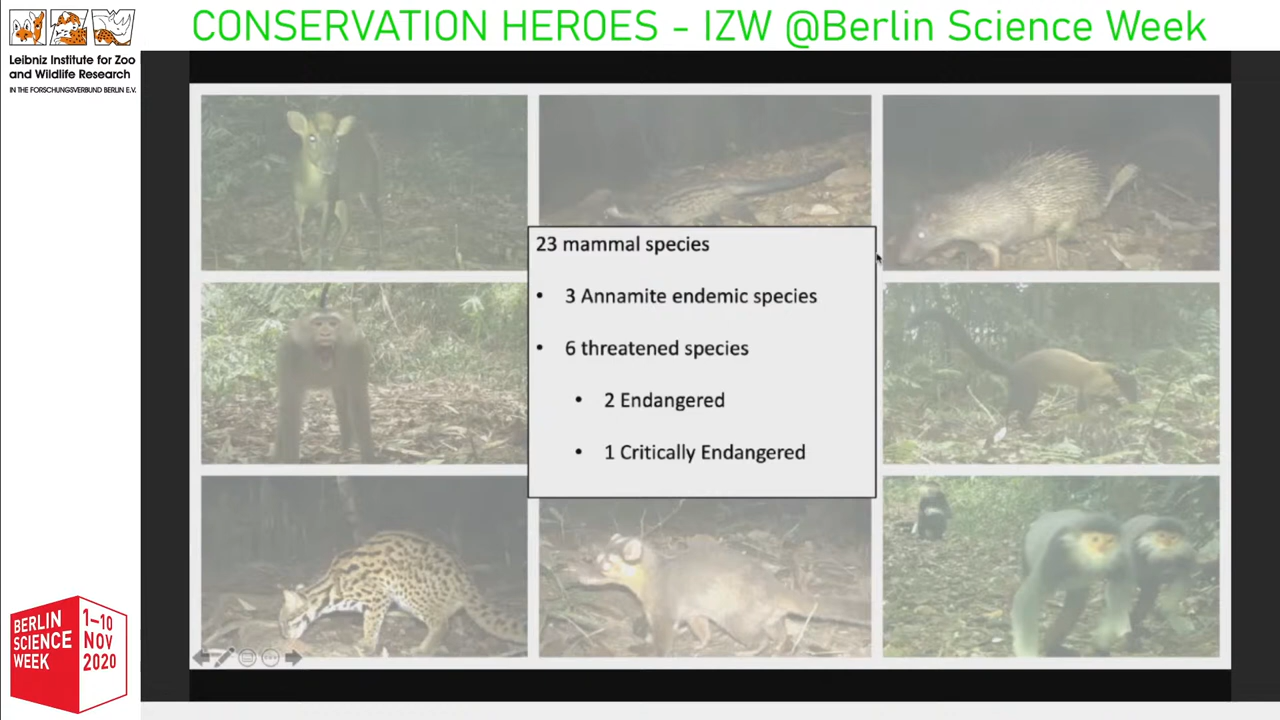 CONSERVATION HEROES - IZW @Berlin Science Week
IZW
Leibniz Institute for Zoo
and Wildlife Research
IN THE FORSCHUNGSVERBUND BERLIN E.V.
23 mammal species
• 3 Annamite endemic species
• 6 threatened species
• 2 Endangered
• 1 Critically Endangered
BERLIN
SCIENCE
WEEK
1–10
NOV
2020